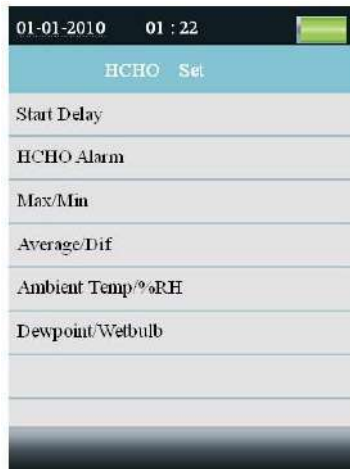 01-01-2010 01 : 22
HCHO Set
Start Delay
HCHO Alarm
Max/Min
Average/Dif
Ambient Temp/%RH
Dewpoint/Wetbulb